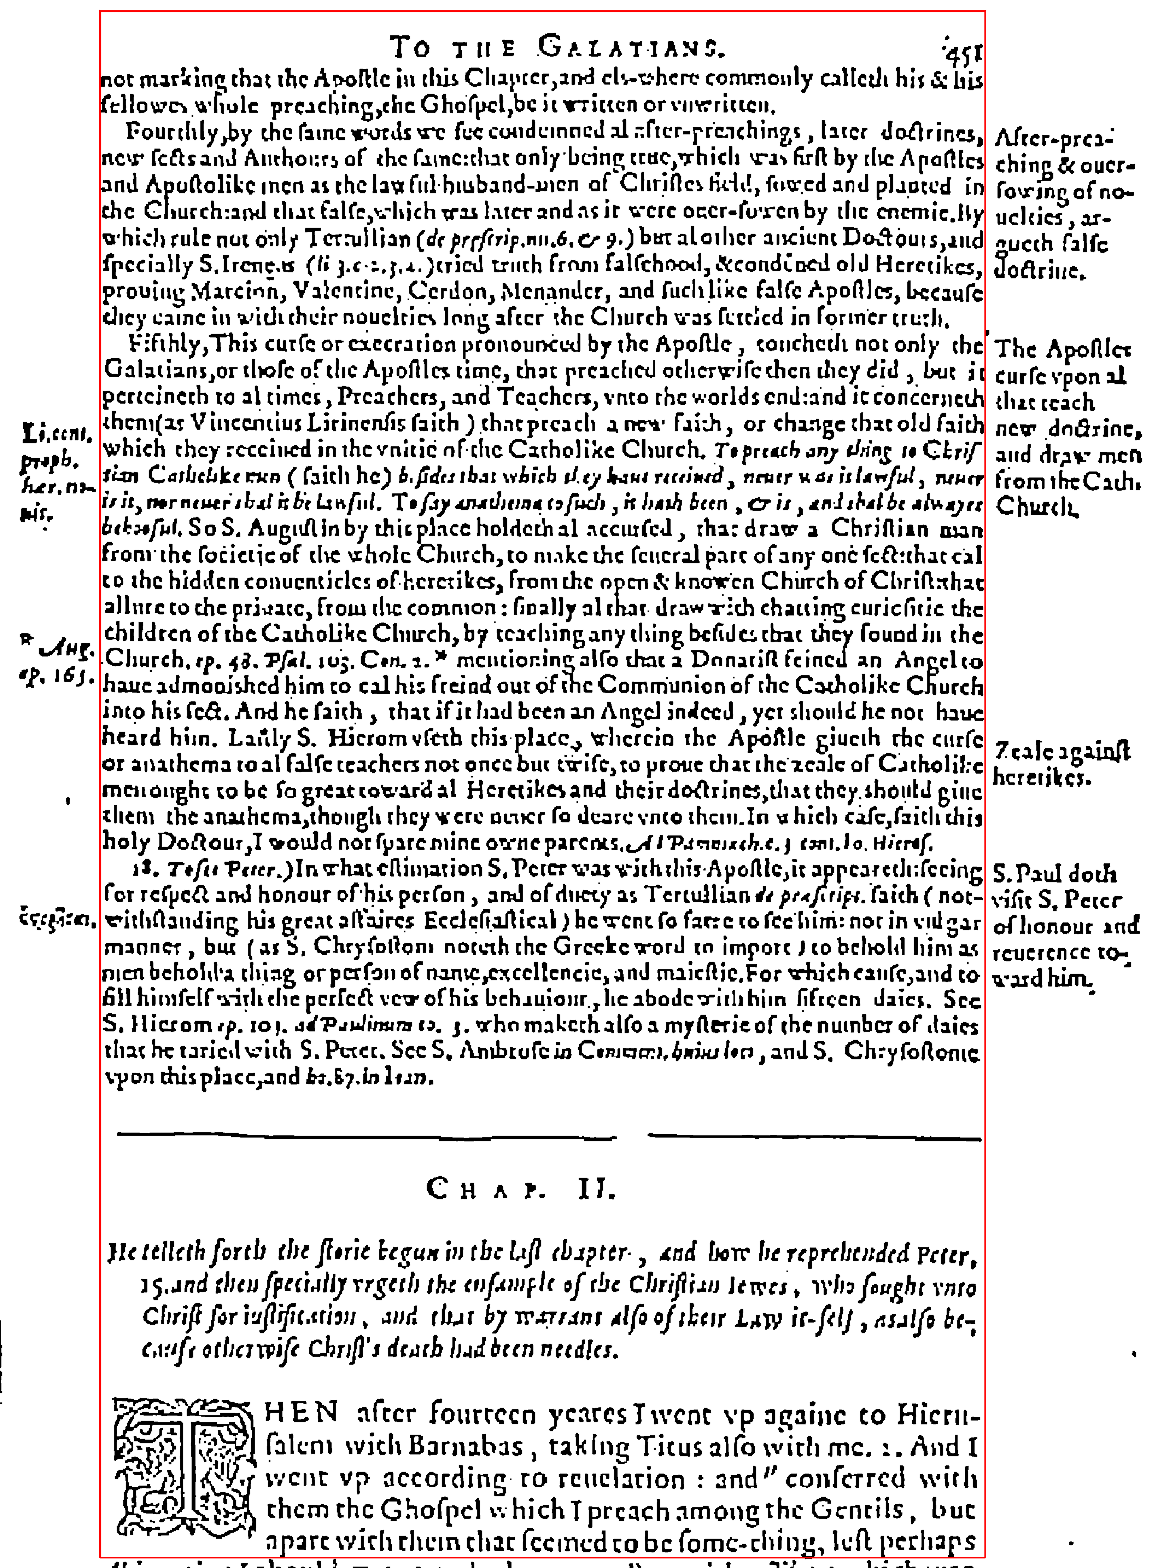 TO THE GALATIANS. 451
not marking that the Apostle in this Chapter, and els-where commonly calleth his & his
fellowes whole preaching, the Ghospel, be it written or vnwritten.
Fourthly, by the same words we see condemned al after-preachings, later doctrines,
new sects and Authours of the same: that only being true, which was first by the Apostles
and Apostolike men as the lawful husband-men of Christes field, sowed and planted in
the Church: and that false, which was later and as it were ouer-sowen by the enemie. By
which rule not only Tertullian (de præscrip. nu. 6. & 9.) but al other ancient Doctours, and
specially S. Ireneus (li 3. c. 2. 3. 4.) tried truth from falsehood, & condēned old Heretikes,
prouing Marcion, Valentine, Cerdon, Menander, and such like false Apostles, because
they came in with their nouelties long after the Church was setled in former truth.
Fifthly, This curse or execration pronounced by the Apostle, toucheth not only the
Galatians, or those of the Apostles time, that preached otherwise then they did, but it
perteineth to al times, Preachers, and Teachers, vnto the worlds end: and it concerneth
them (as Vincentius Lirinensis saith) that preach a new faith, or change that old faith
which they receiued in the vnitie of the Catholike Church. To preach any thing to Chris-
tian Catholike men (saith he) besides that which they haue receiued, neuer was it lawful, neuer
is it, nor neuer shal it be lawful. To say anathema to such, it hath been, & is, and shal be alwayes
behooful. So S. Augustin by this place holdeth al accursed, that draw a Christian man
from the societie of the whole Church, to make the seueral part of any one sect: that cal
to the hidden conuenticles of heretikes, from the open & knowen Church of Christ: that
allure to the priuate, from the common: finally al that draw with chatting curiositie the
children of the Catholike Church, by teaching any thing besides that they found in the
Church. ep. 48. Psal. 103. Con. 2. * mentioning also that a Donatist feined an Angel to
haue admonished him to cal his freind out of the Communion of the Catholike Church
into his sect. And he saith, that if it had been an Angel indeed, yet should he not haue
heard him. Lastly S. Hierom vseth this place, wherein the Apostle giueth the curse
or anathema to al false teachers not once but twise, to proue that the zeale of Catholike
men ought to be so great toward al Heretikes and their doctrines, that they should giue
them the anathema, though they were neuer so deare vnto them. In which case, saith this
holy Doctour, I would not spare mine owne parents. Ad Pammach. c. 3 cont. Io. Hieros.
18. To see Peter.) In what estimation S. Peter was with this Apostle, it appeareth: seeing
for respect and honour of his person, and of duety as Tertullian de præscript. saith (not-
withstanding his great affaires Ecclesiastical) he went so farre to see him: not in vulgar
manner, but (as S. Chrysostom noteth the Greeke word to import) to behold him as
men behold a thing or person of name, excellencie, and maiestie. For which cause, and to
fill himself with the perfect vew of his behauiour, he abode with him fifteen daies. See
S. Hierom ep. 103. ad Paulinum to. 3. who maketh also a mysterie of the number of daies
that he taried with S. Peter. See S. Ambrose in Comment. huius loci, and S. Chrysostome
vpon this place, and ho. 87. in Ioan.
After-prea-
ching & ouer-
sowing of no-
uelties, ar-
gueth false
doctrine.
The Apostles
curse vpon al
that teach
new doctrine,
and draw men
from the Cath.
Church.
Zeale against
heretikes.
S. Paul doth
visit S. Peter
of honour and
reuerence to-
ward him.
Li. cont.
proph.
hær. no-
* Aug.
ep. 163.
CHAP. II.
He telleth forth the storie begun in the last chapter, and how he reprehended Peter,
15. and then specially vrgeth the ensample of the Christian Iewes, who sought vnto
Christ for iustification, and that by warrant also of their Law it-self, as also be-
cause otherwise Christ's death had been needles.
THEN after fourteen yeares I went vp againe to Hieru-
salem with Barnabas, taking Titus also with me. 2. And I
went vp according to reuelation: and" conferred with
them the Ghospel which I preach among the Gentils, but
apart with them that seemed to be some-thing, lest perhaps